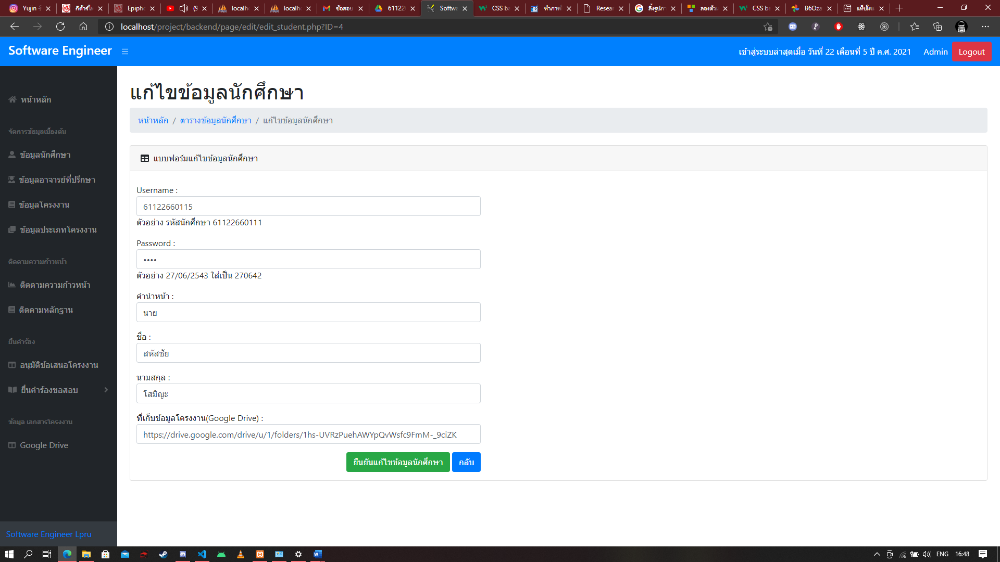 Yujin
กีต้าร์ไฟ
Epipho
(9
localho
localho
ข้อสอบ
61122
Softwa
CSS ba
ทำภาพ
Resear
ลิ้งรูปภา
ลองตัวเ
CSS ba
B6Oza
แท็บใหม่
localhost/project/backend/page/edit/edit_student.php?ID=4
Software Engineer
เข้าสู่ระบบล่าสุดเมื่อ วันที่ 22 เดือนที่ 5 ปี ค.ศ. 2021 Admin Logout
หน้าหลัก
จัดการข้อมูลเบื้องต้น
ข้อมูลนักศึกษา
ข้อมูลอาจารย์ที่ปรึกษา
ข้อมูลโครงงาน
ข้อมูลประเภทโครงงาน
ติดตามความก้าวหน้า
ติดตามความก้าวหน้า
ติดตามหลักฐาน
ยื่นคำร้อง
อนุมัติข้อเสนอโครงงาน
ยื่นคำร้องขอสอบ
ข้อมูล เอกสารโครงงาน
Google Drive
Software Engineer Lpru
แก้ไขข้อมูลนักศึกษา
หน้าหลัก / ตารางข้อมูลนักศึกษา / แก้ไขข้อมูลนักศึกษา
แบบฟอร์มแก้ไขข้อมูลนักศึกษา
Username :
61122660115
ตัวอย่าง รหัสนักศึกษา 61122660111
Password :
••••
ตัวอย่าง 27/06/2543 ใส่เป็น 270642
คำนำหน้า :
นาย
ชื่อ :
สหัสชัย
นามสกุล :
โสมิญะ
ที่เก็บข้อมูลโครงงาน(Google Drive) :
https://drive.google.com/drive/u/1/folders/1hs-UVRzPuehAWYpQvWsfc9FmM-_9ciZK
ยืนยันแก้ไขข้อมูลนักศึกษา กลับ
ENG 16:48